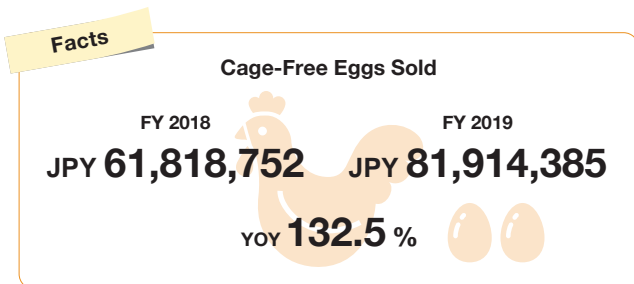 Facts
Cage-Free Eggs Sold
FY 2018
JPY 61,818,752
FY 2019
JPY 81,914,385
YOY 132.5 %